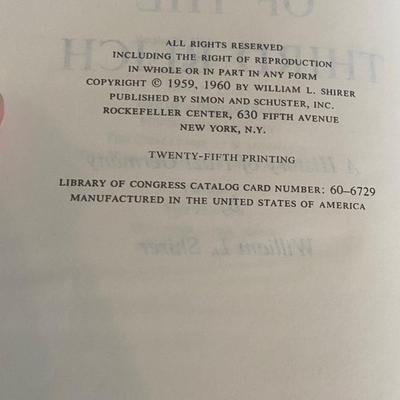 ALL RIGHTS RESERVED
INCLUDING THE RIGHT OF REPRODUCTION
IN WHOLE OR IN PART IN ANY FORM
COPYRIGHT © 1959, 1960 BY WILLIAM L. SHIRER
PUBLISHED BY SIMON AND SCHUSTER, INC.
ROCKEFELLER CENTER, 630 FIFTH AVENUE
NEW YORK, N.Y.
TWENTY-FIFTH PRINTING
LIBRARY OF CONGRESS CATALOG CARD NUMBER: 60–6729
MANUFACTURED IN THE UNITED STATES OF AMERICA